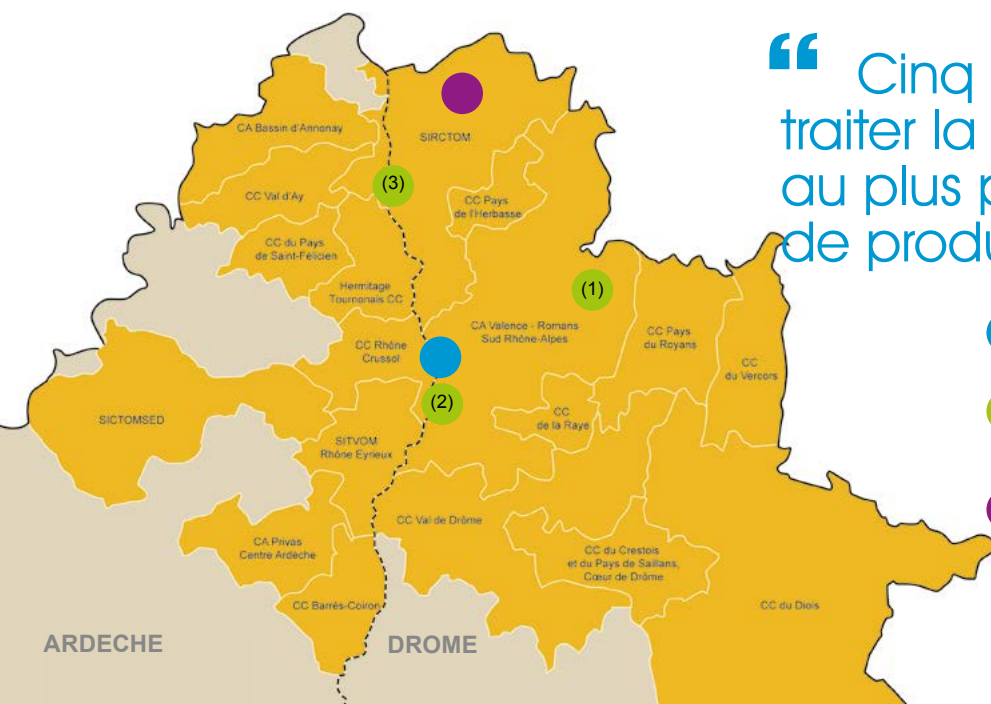 “ Cinq
traiter la
au plus p
de produ
CA Bassin d'Annonay
SIRCTOM
(3)
CC Val d'Ay
CC Pays
de l'Herbasse
CC du Pays
de Saint-Félicien
Hermitage
Tournonais CC
(1)
CA Valence - Romans
Sud Rhône-Alpes
CC Pays
du Royans
CC Rhône
Crussol
CC
du Vercors
(2)
SICTOMSED
CC
de la Raye
SITVOM
Rhône Eyrieux
CC Val de Drôme
CA Privas
Centre Ardèche
CC du Crestois
et du Pays de Saillans,
Cœur de Drôme
CC Barrès-Coiron
CC du Diois
ARDECHE
DROME